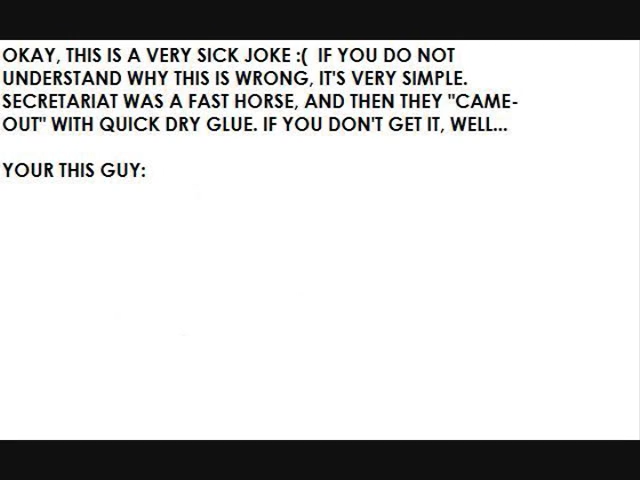 OKAY, THIS IS A VERY SICK JOKE :( IF YOU DO NOT
UNDERSTAND WHY THIS IS WRONG, IT'S VERY SIMPLE.
SECRETARIAT WAS A FAST HORSE, AND THEN THEY "CAME-
OUT" WITH QUICK DRY GLUE. IF YOU DON'T GET IT, WELL...
YOUR THIS GUY: